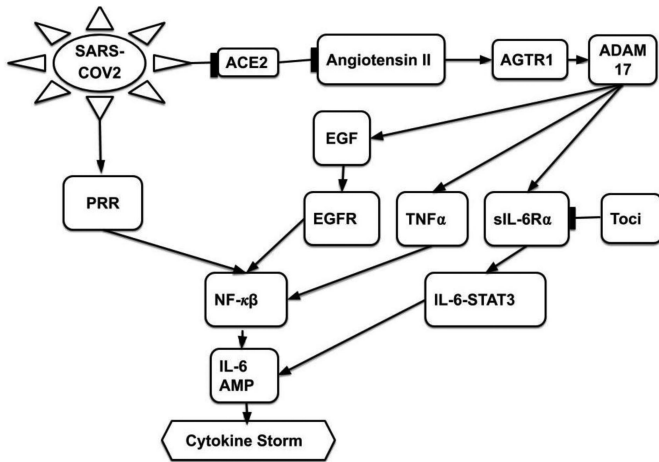 SARS-
COV2
ACE2
Angiotensin II
AGTR1
ADAM
17
EGF
PRR
EGFR
TNFα
sIL-6Rα
Toci
NF-κβ
IL-6-STAT3
IL-6
AMP
Cytokine Storm